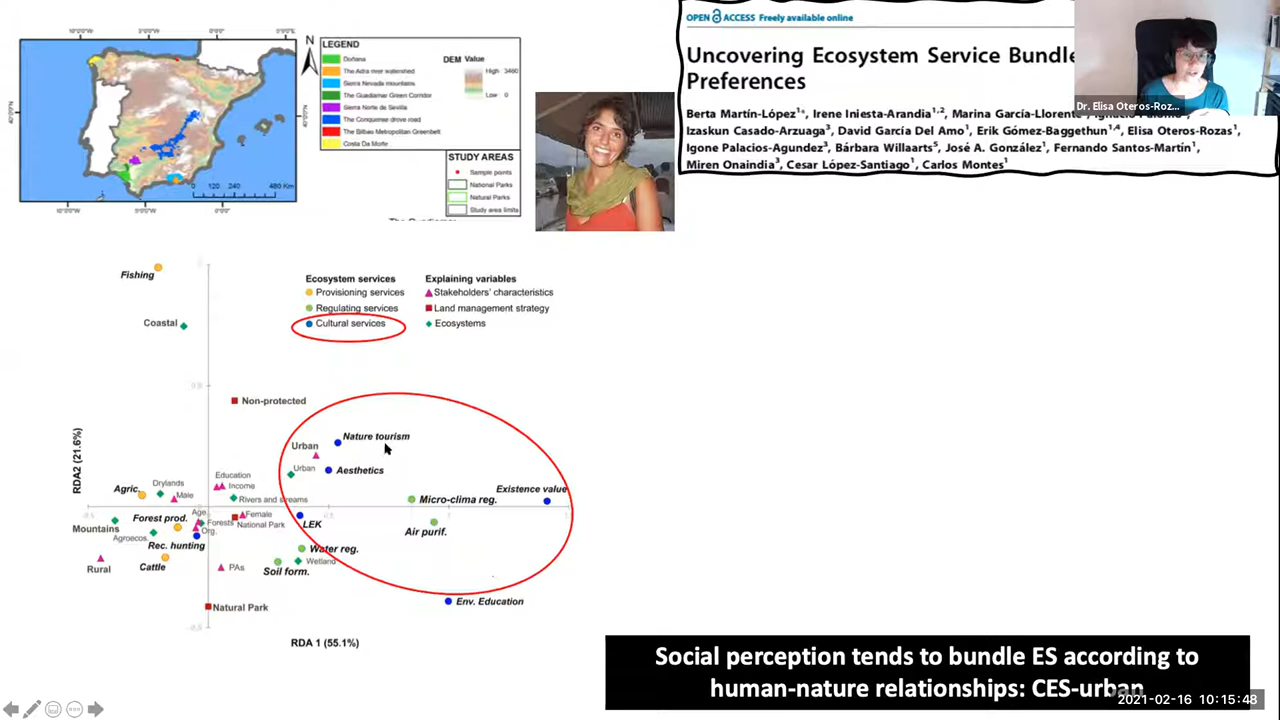 OPEN ACCESS Freely available online
Uncovering Ecosystem Service Bundle
Preferences
Berta Martín-López¹*, Irene Iniesta-Arandia¹,², Marina García-Llorent
Izaskun Casado-Arzuaga³, David García Del Amo¹, Erik Gómez-Baggethun¹,⁴, Elisa Oteros-Rozas¹,
Igone Palacios-Agundez³, Bárbara Willaarts⁵, José A. González¹, Fernando Santos-Martín¹,
Miren Onaindia³, Cesar López-Santiago¹, Carlos Montes¹
Dr. Elisa Oteros-Roz...
N
LEGEND
Doñana
The Adra river watershed
Sierra Nevada mountains
The Guadiamar Green Corridor
Sierra Norte de Sevilla
The Conquense drove road
The Bilbao Metropolitan Greenbelt
Costa Da Morte
DEM Value
High : 3460
Low : 0
STUDY AREAS
Sample points
National Parks
Natural Parks
Study area limits
0 120 240 480 Km
Ecosystem services
Provisioning services
Regulating services
Cultural services
Explaining variables
Stakeholders' characteristics
Land management strategy
Ecosystems
Fishing
Coastal
Non-protected
Nature tourism
Urban
Aesthetics
Urban
Education
Income
Existence value
Drylands
Agric.
Male
Rivers and streams
Micro-clima reg.
Age
Female
Forest prod.
Forests
National Park
LEK
Air purif.
Mountains
Agroecos.
Org.
Rec. hunting
Water reg.
Wetland
Rural
Cattle
PAs
Soil form.
Natural Park
Env. Education
RDA2 (21.6%)
RDA 1 (55.1%)
Social perception tends to bundle ES according to
human-nature relationships: CES-urban
2021-02-16 10:15:48